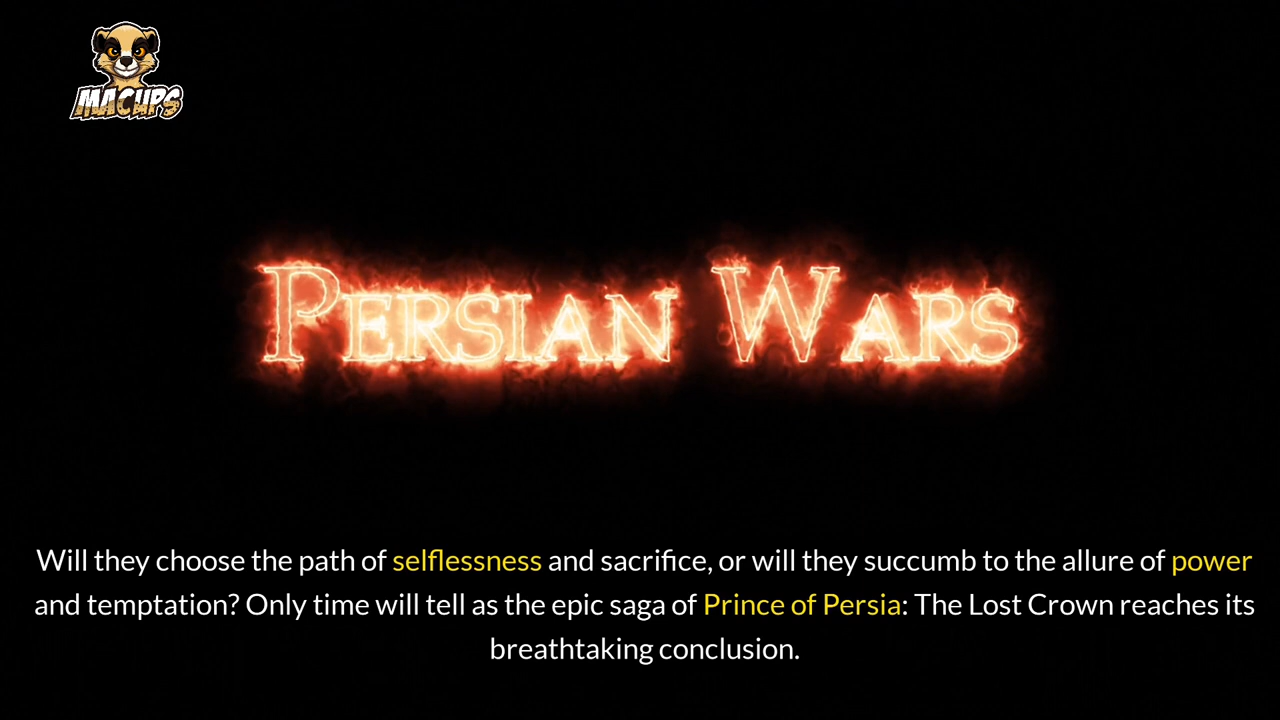 MACUPS
PERSIAN WARS
Will they choose the path of selflessness and sacrifice, or will they succumb to the allure of power
and temptation? Only time will tell as the epic saga of Prince of Persia: The Lost Crown reaches its
breathtaking conclusion.